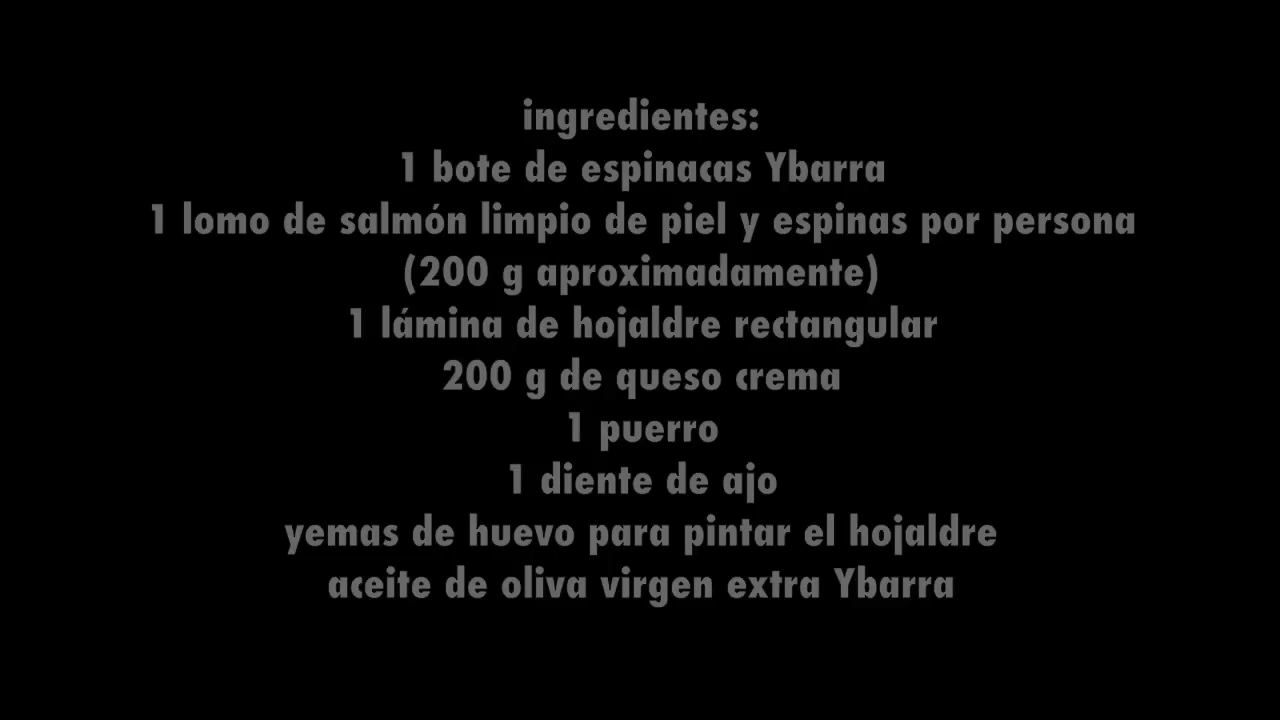 ingredientes:
1 bote de espinacas Ybarra
1 lomo de salmón limpio de piel y espinas por persona
(200 g aproximadamente)
1 lámina de hojaldre rectangular
200 g de queso crema
1 puerro
1 diente de ajo
yemas de huevo para pintar el hojaldre
aceite de oliva virgen extra Ybarra